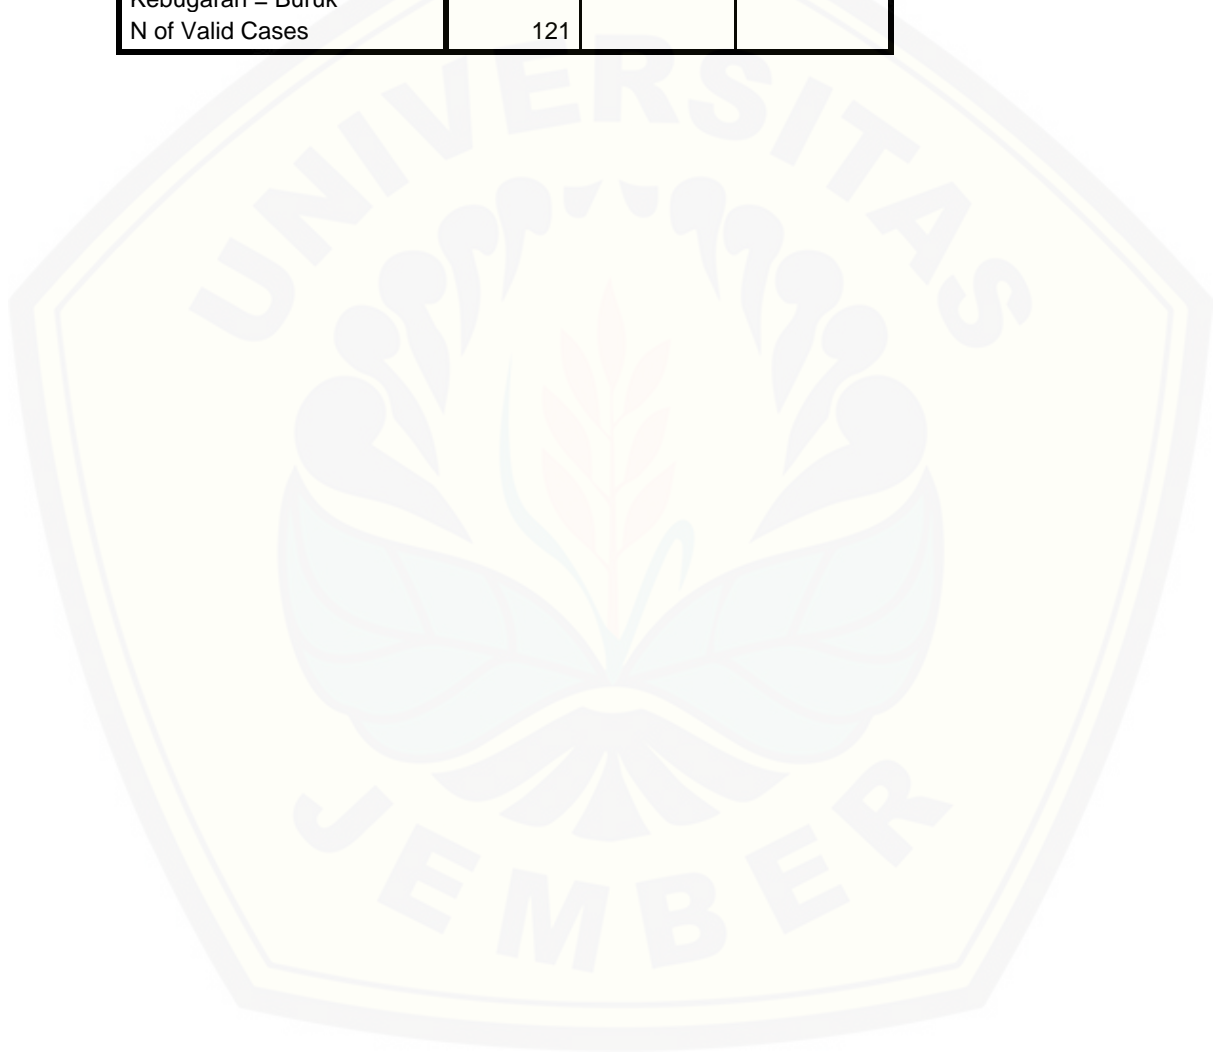 Kebugaran = Buruk
N of Valid Cases 121
UNIVERSITAS
JEMBER